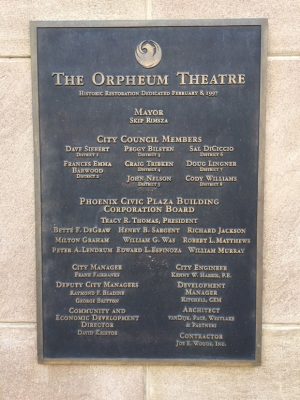 THE ORPHEUM THEATRE
HISTORIC RESTORATION DEDICATED FEBRUARY 8, 1997
MAYOR
SKIP RIMSZA
CITY COUNCIL MEMBERS
DAVE SIEBERT PEGGY BILSTEN SAL DICICCIO
DISTRICT 1 DISTRICT 3 DISTRICT 6
FRANCES EMMA CRAIG TRIBKEN DOUG LINGNER
BARWOOD DISTRICT 4 DISTRICT 7
DISTRICT 2 JOHN NELSON CODY WILLIAMS
DISTRICT 5 DISTRICT 8
PHOENIX CIVIC PLAZA BUILDING
CORPORATION BOARD
TRACY B. THOMAS, PRESIDENT
BETTE F. DEGRAW HENRY B. SARGENT RICHARD JACKSON
MILTON GRAHAM WILLIAM G. WAY ROBERT L. MATTHEWS
PETER A. LENDRUM EDWARD L. ESPINOZA WILLIAM MURRAY
CITY MANAGER
FRANK FAIRBANKS
DEPUTY CITY MANAGERS
RAYMOND F. BLADINE
GEORGE BRITTON
COMMUNITY AND
ECONOMIC DEVELOPMENT
DIRECTOR
DAVID KRIETOR
CITY ENGINEER
KENNY W. HARRIS, P.E.
DEVELOPMENT
MANAGER
KITCHELL, CEM
ARCHITECT
VANDIJK, PACE, WESTLAKE
& PARTNERS
CONTRACTOR
JOE E. WOODS, INC.